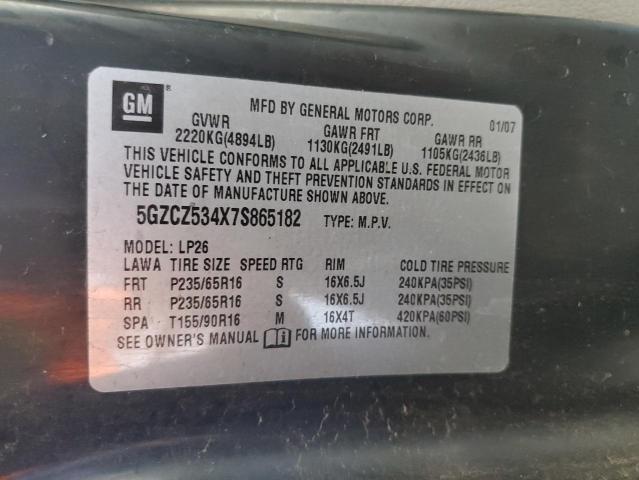 GM ®
MFD BY GENERAL MOTORS CORP. 01/07
GVWR GAWR FRT GAWR RR
2220KG(4894LB) 1130KG(2491LB) 1105KG(2436LB)
THIS VEHICLE CONFORMS TO ALL APPLICABLE U.S. FEDERAL MOTOR
VEHICLE SAFETY AND THEFT PREVENTION STANDARDS IN EFFECT ON
THE DATE OF MANUFACTURE SHOWN ABOVE.
5GZCZ534X7S865182 TYPE: M.P.V.
MODEL: LP26
LAWA TIRE SIZE SPEED RTG RIM COLD TIRE PRESSURE
FRT P235/65R16 S 16X6.5J 240KPA(35PSI)
RR P235/65R16 S 16X6.5J 240KPA(35PSI)
SPA T155/90R16 M 16X4T 420KPA(60PSI)
SEE OWNER'S MANUAL FOR MORE INFORMATION.